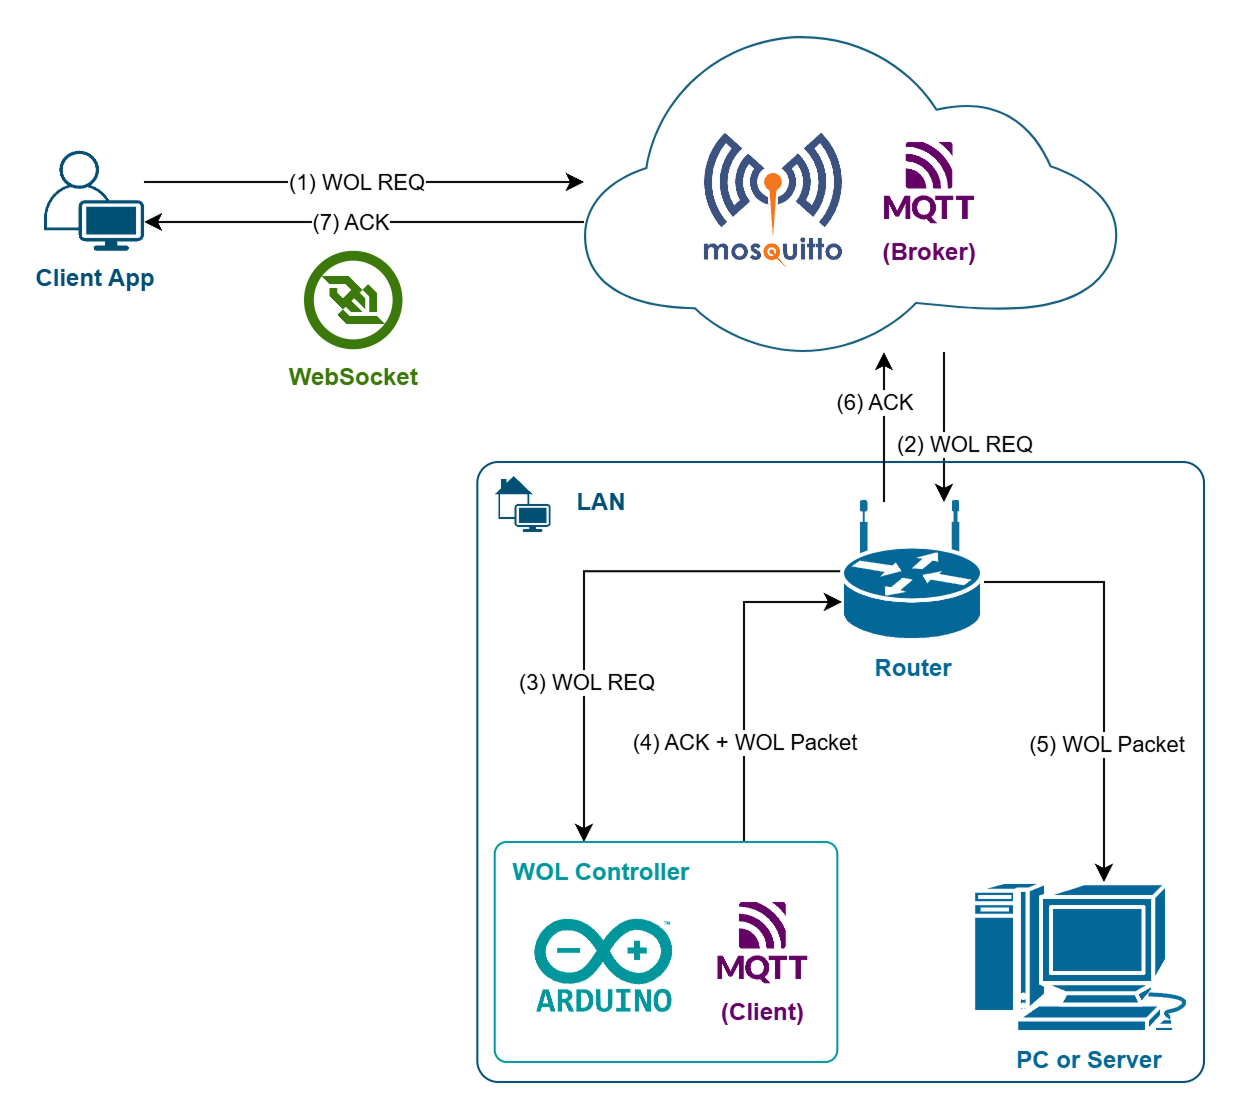 (1) WOL REQ
(7) ACK
Client App
WebSocket
mosquitto
MQTT
(Broker)
(6) ACK
(2) WOL REQ
LAN
Router
(3) WOL REQ
(4) ACK + WOL Packet
(5) WOL Packet
WOL Controller
ARDUINO
™
MQTT
(Client)
PC or Server